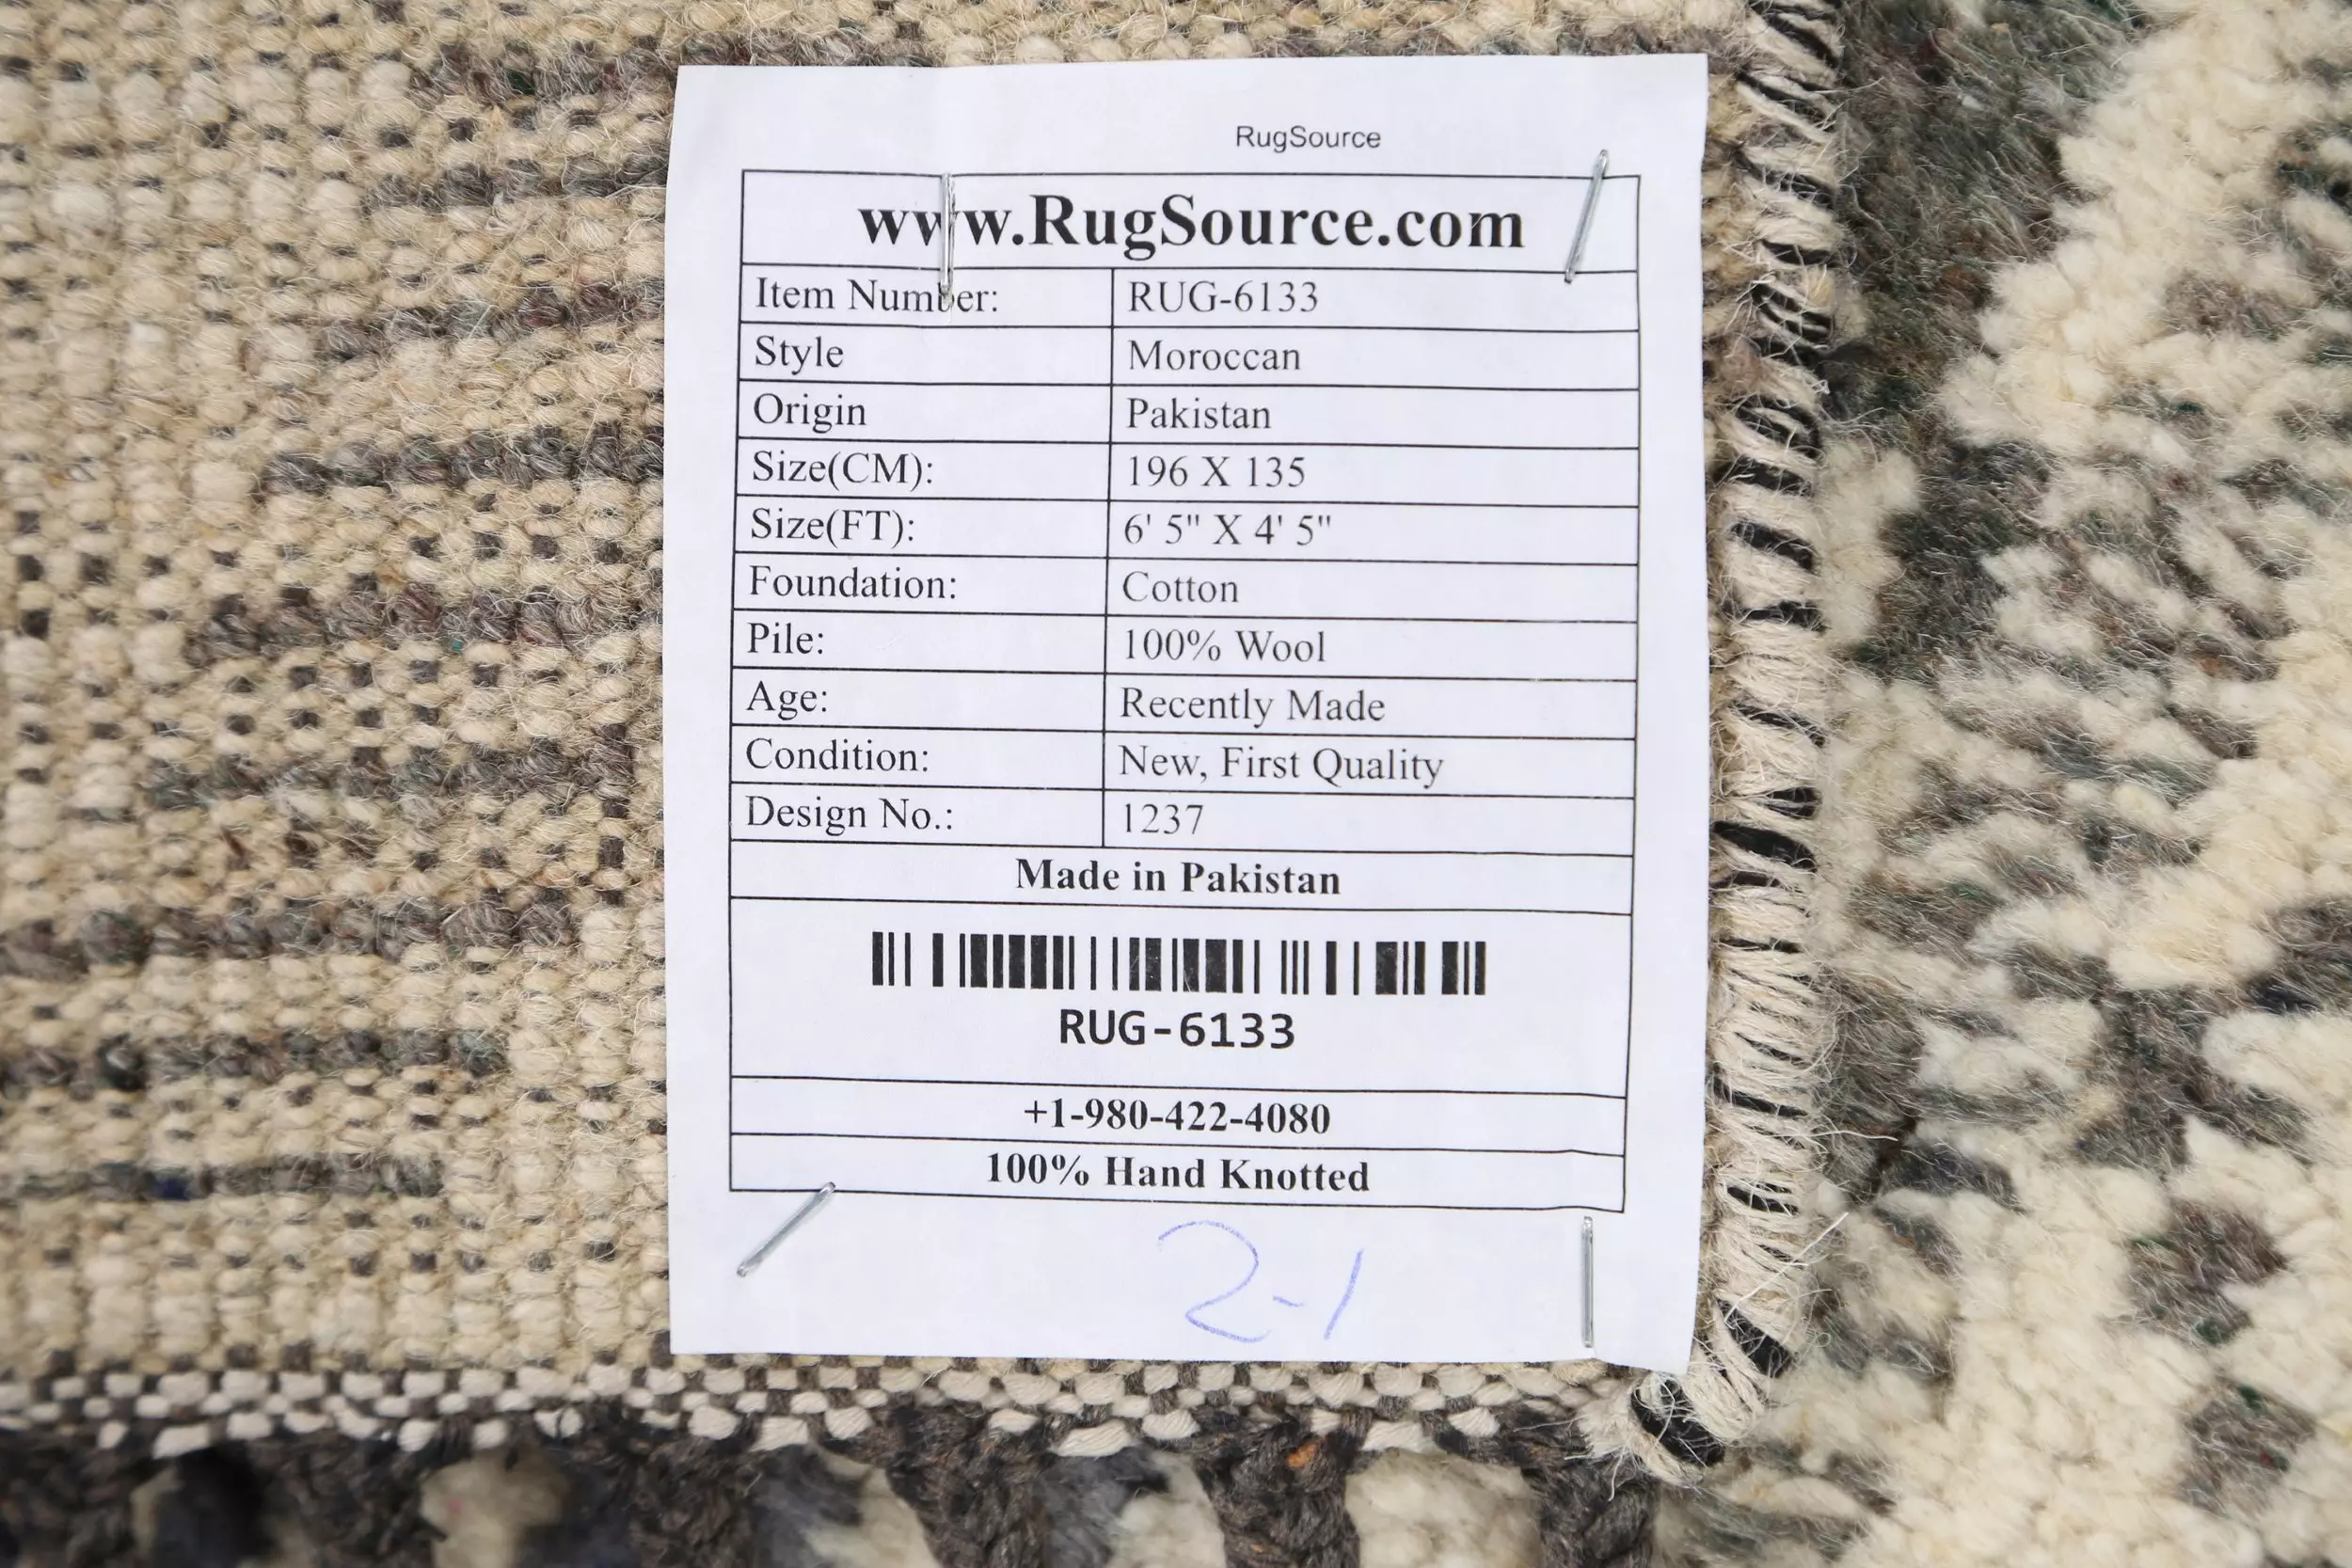 RugSource
www.RugSource.com
Item Number: RUG-6133
Style Moroccan
Origin Pakistan
Size(CM): 196 X 135
Size(FT): 6' 5" X 4' 5"
Foundation: Cotton
Pile: 100% Wool
Age: Recently Made
Condition: New, First Quality
Design No.: 1237
Made in Pakistan
RUG-6133
+1-980-422-4080
100% Hand Knotted
2-1